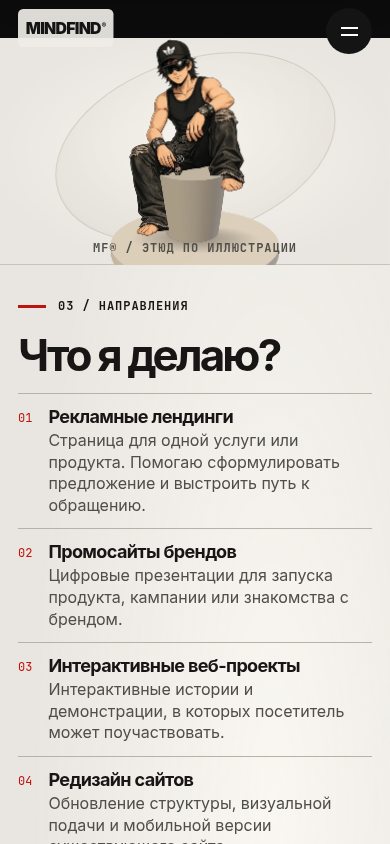 MINDFIND®
MF® / ЭТЮД ПО ИЛЛЮСТРАЦИИ
03 / НАПРАВЛЕНИЯ
Что я делаю?
01 Рекламные лендинги
Страница для одной услуги или
продукта. Помогаю сформулировать
предложение и выстроить путь к
обращению.
02 Промосайты брендов
Цифровые презентации для запуска
продукта, кампании или знакомства с
брендом.
03 Интерактивные веб-проекты
Интерактивные истории и
демонстрации, в которых посетитель
может поучаствовать.
04 Редизайн сайтов
Обновление структуры, визуальной
подачи и мобильной версии